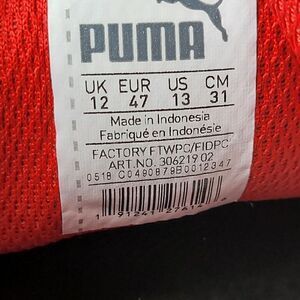 PUMA
UK EUR US CM
12 47 13 31
Made in Indonesia
Fabriqué en Indonésie
FACTORY FTWPC/FIDPC
ART.NO. 306219 02
0518 C0490879B0012347